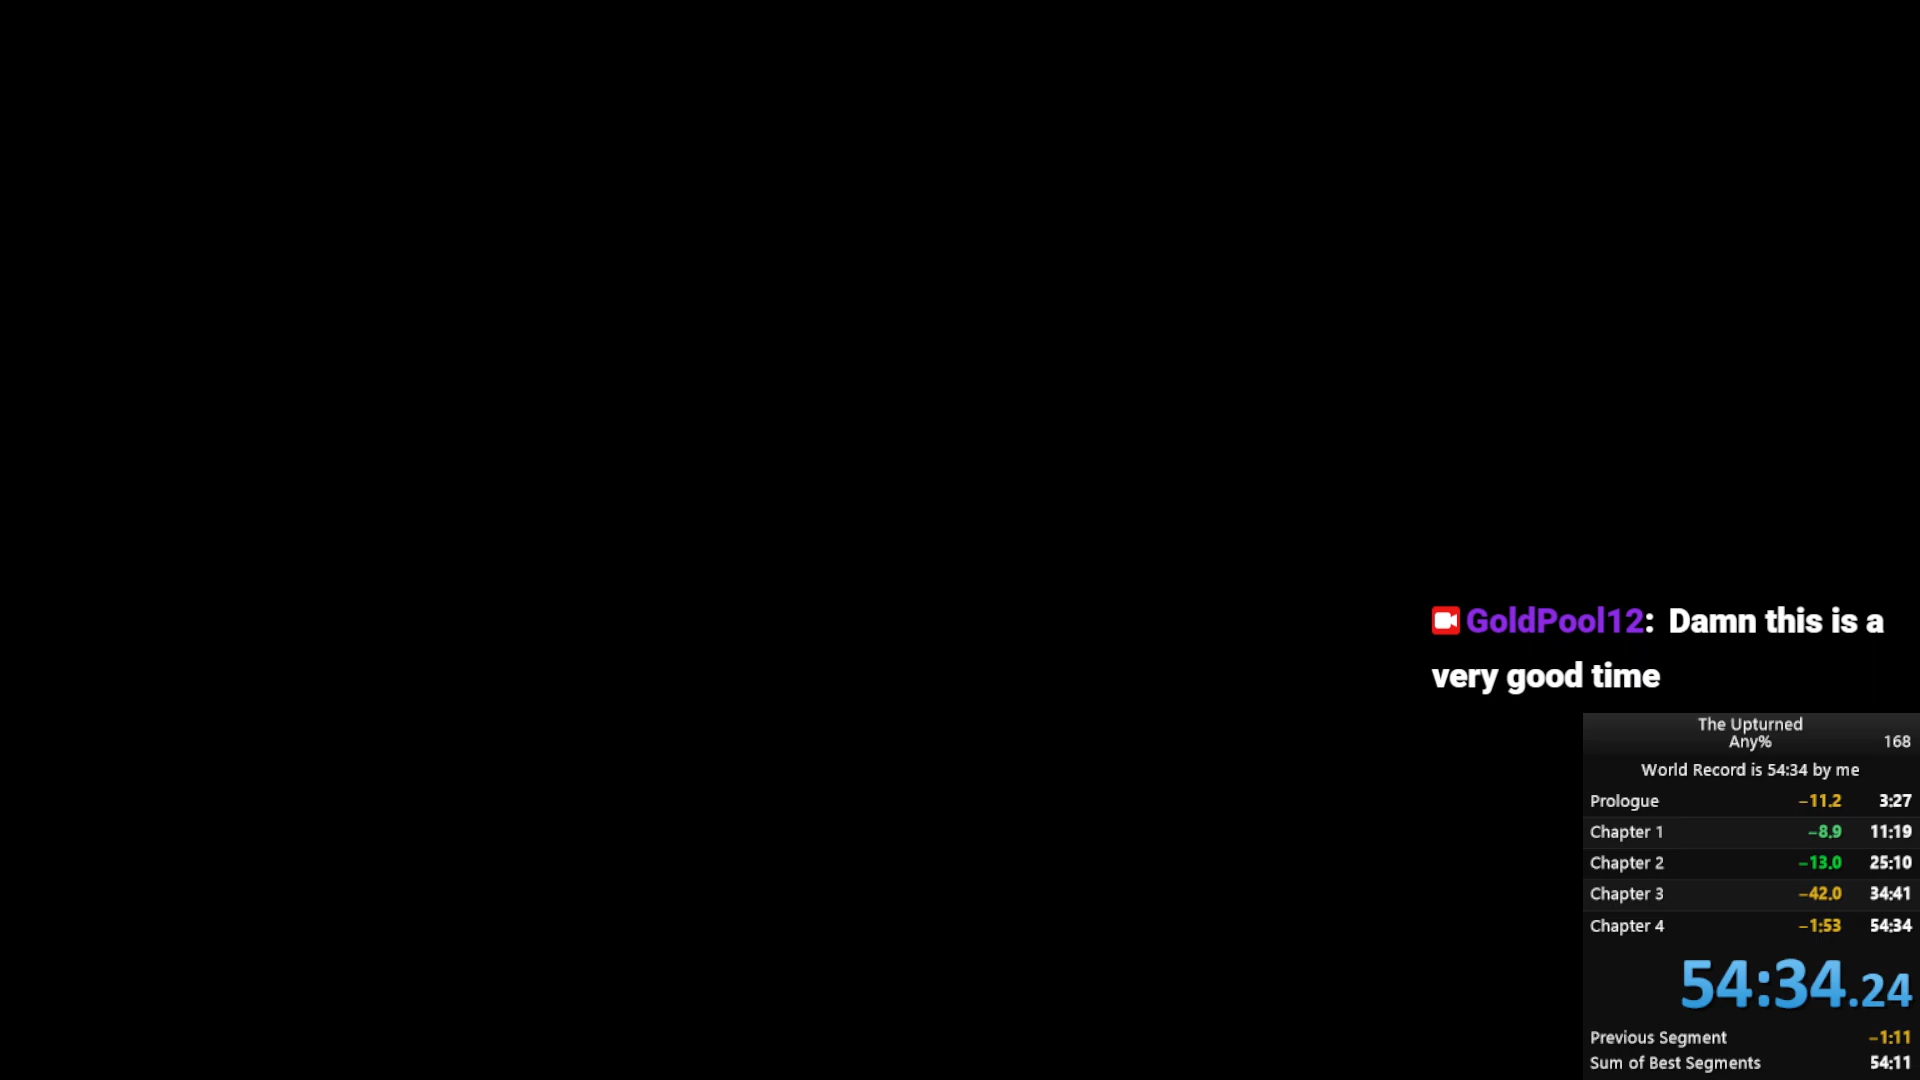 GoldPool12: Damn this is a
very good time
The Upturned
Any% 168
World Record is 54:34 by me
Prologue −11.2 3:27
Chapter 1 −8.9 11:19
Chapter 2 −13.0 25:10
Chapter 3 −42.0 34:41
Chapter 4 −1:53 54:34
54:34.24
Previous Segment −1:11
Sum of Best Segments 54:11